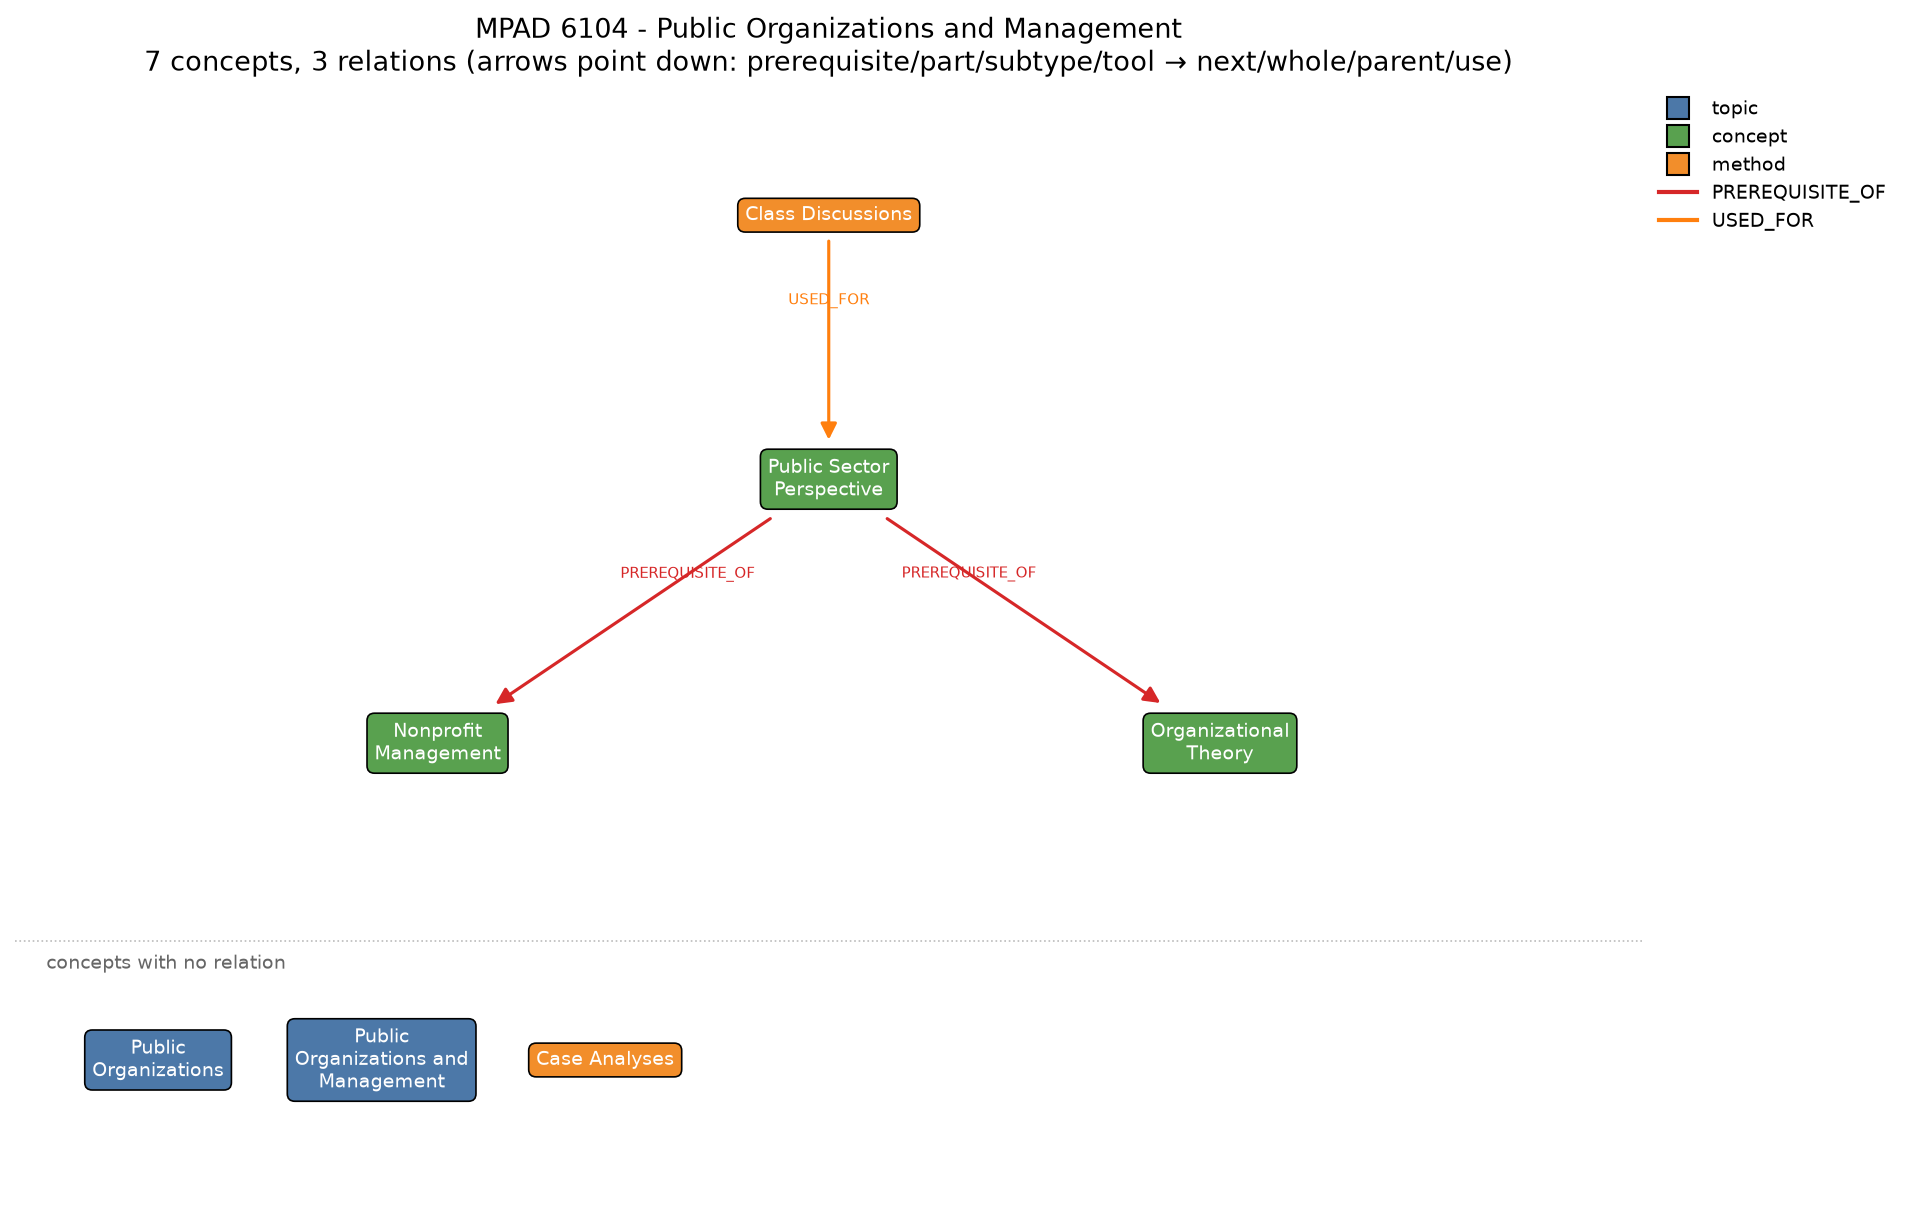 MPAD 6104 - Public Organizations and Management
7 concepts, 3 relations (arrows point down: prerequisite/part/subtype/tool → next/whole/parent/use)
topic
concept
method
PREREQUISITE_OF
USED_FOR
Class Discussions
USED_FOR
Public Sector
Perspective
PREREQUISITE_OF
PREREQUISITE_OF
Nonprofit
Management
Organizational
Theory
concepts with no relation
Public
Organizations
Public
Organizations and
Management
Case Analyses